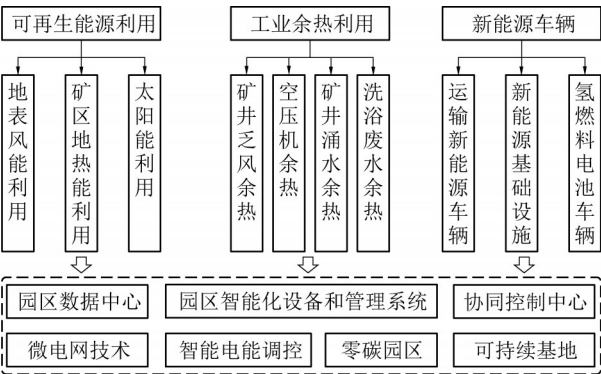 可再生能源利用
工业余热利用
新能源车辆
地表风能利用
矿区地热能利用
太阳能利用
矿井乏风余热
空压机余热
矿井涌水余热
洗浴废水余热
运输新能源车辆
新能源基础设施
氢燃料电池车辆
园区数据中心
园区智能化设备和管理系统
协同控制中心
微电网技术
智能电能调控
零碳园区
可持续基地